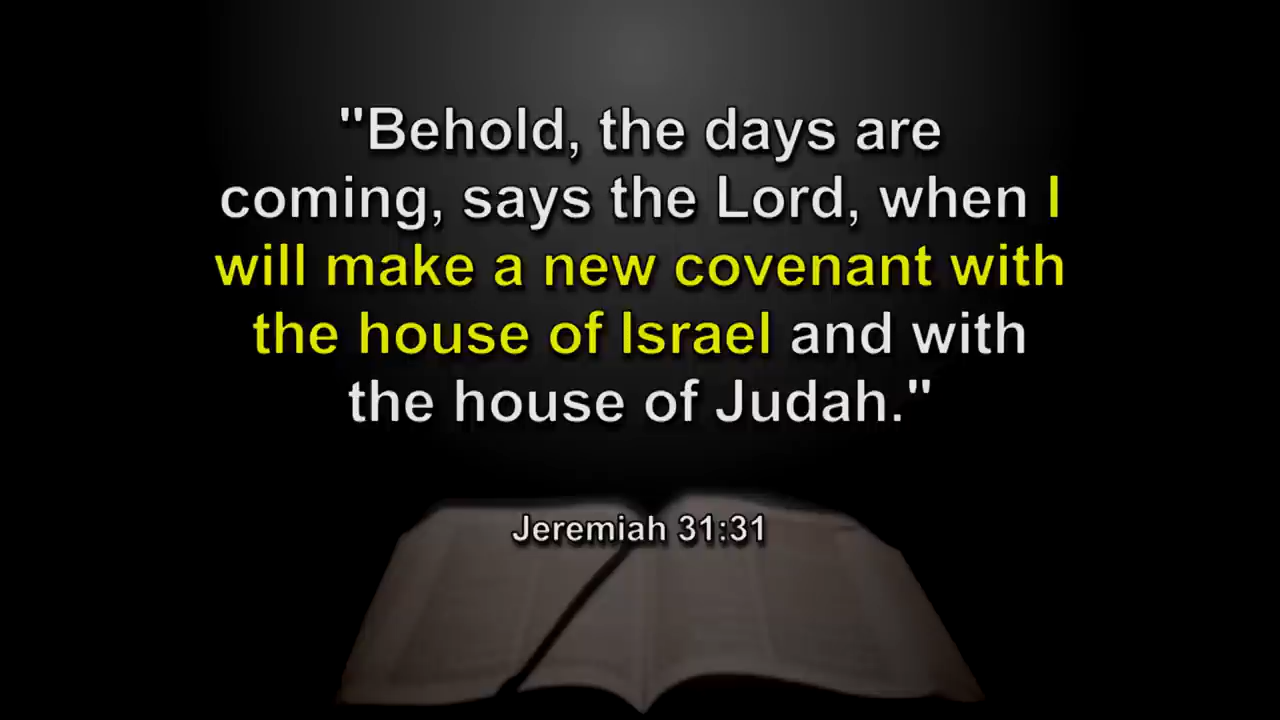 "Behold, the days are
coming, says the Lord, when I
will make a new covenant with
the house of Israel and with
the house of Judah."
Jeremiah 31:31